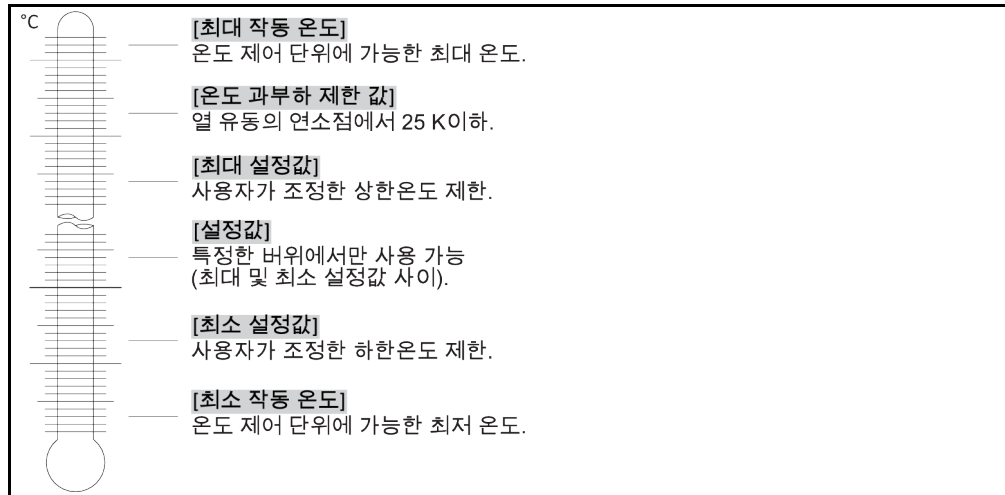 °C
[최대 작동 온도]
온도 제어 단위에 가능한 최대 온도.
[온도 과부하 제한 값]
열 유동의 연소점에서 25 K이하.
[최대 설정값]
사용자가 조정한 상한온도 제한.
[설정값]
특정한 버위에서만 사용 가능
(최대 및 최소 설정값 사이).
[최소 설정값]
사용자가 조정한 하한온도 제한.
[최소 작동 온도]
온도 제어 단위에 가능한 최저 온도.